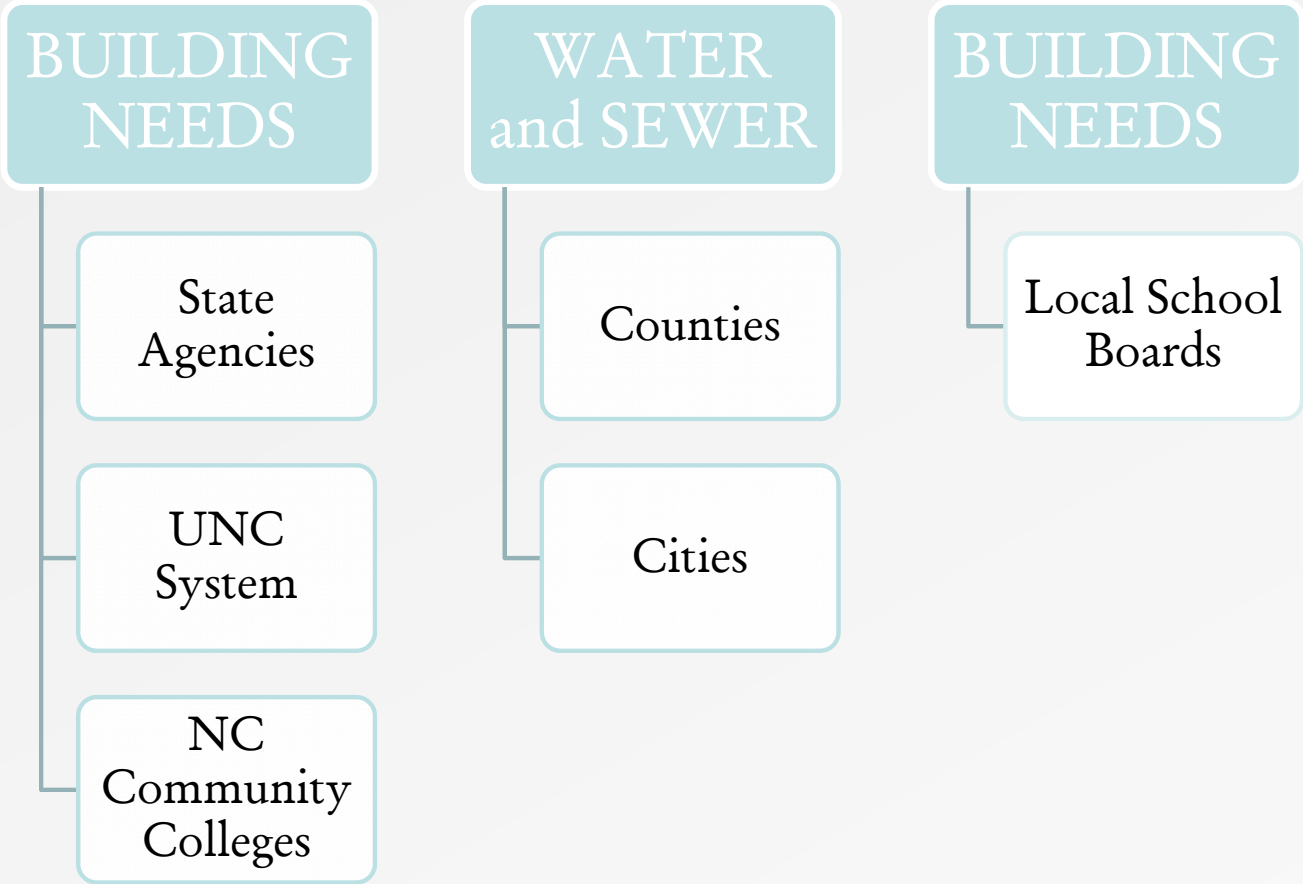 BUILDING
NEEDS
State
Agencies
UNC
System
NC
Community
Colleges
WATER
and SEWER
Counties
Cities
BUILDING
NEEDS
Local School
Boards